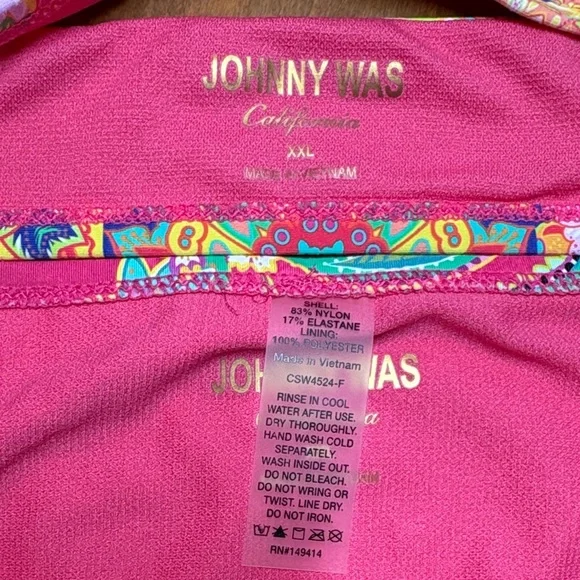 JOHNNY WAS
California
XXL
MADE IN VIETNAM
SHELL:
83% NYLON
17% ELASTANE
LINING:
100% POLYESTER
Made in Vietnam
CSW4524-F
RINSE IN COOL
WATER AFTER USE.
DRY THOROUGHLY.
HAND WASH COLD
SEPARATELY.
WASH INSIDE OUT.
DO NOT BLEACH.
DO NOT WRING OR
TWIST. LINE DRY.
DO NOT IRON.
RN#149414
JOHNNY WAS